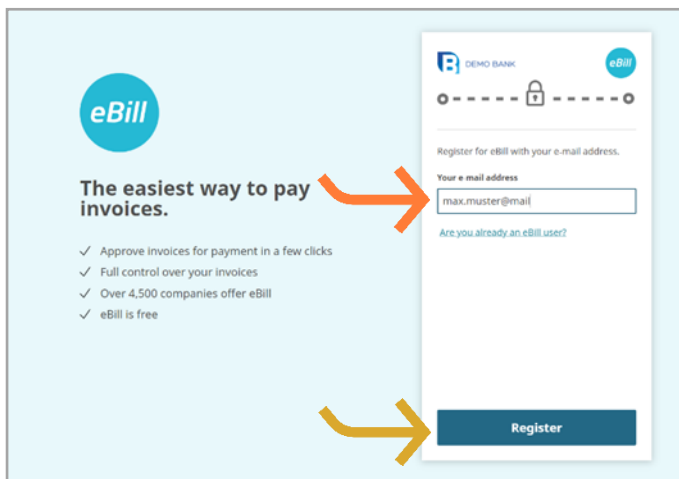 eBill
The easiest way to pay
invoices.
✓ Approve invoices for payment in a few clicks
✓ Full control over your invoices
✓ Over 4,500 companies offer eBill
✓ eBill is free
B DEMO BANK
eBill
Register for eBill with your e-mail address.
Your e-mail address
max.muster@mail
Are you already an eBill user?
Register